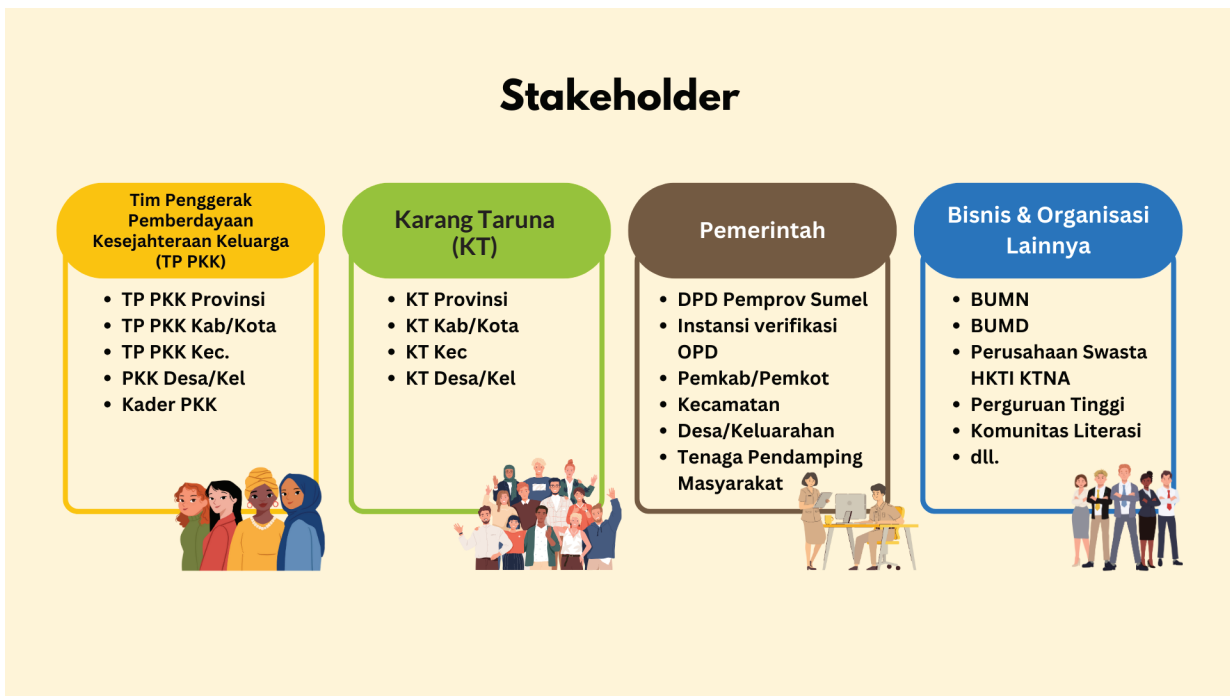 Stakeholder
Tim Penggerak
Pemberdayaan
Kesejahteraan Keluarga
(TP PKK)
• TP PKK Provinsi
• TP PKK Kab/Kota
• TP PKK Kec.
• PKK Desa/Kel
• Kader PKK
Karang Taruna
(KT)
• KT Provinsi
• KT Kab/Kota
• KT Kec
• KT Desa/Kel
Pemerintah
• DPD Pemprov Sumel
• Instansi verifikasi
OPD
• Pemkab/Pemkot
• Kecamatan
• Desa/Keluarahan
• Tenaga Pendamping
Masyarakat
Bisnis & Organisasi
Lainnya
• BUMN
• BUMD
• Perusahaan Swasta
HKTI KTNA
• Perguruan Tinggi
• Komunitas Literasi
• dll.